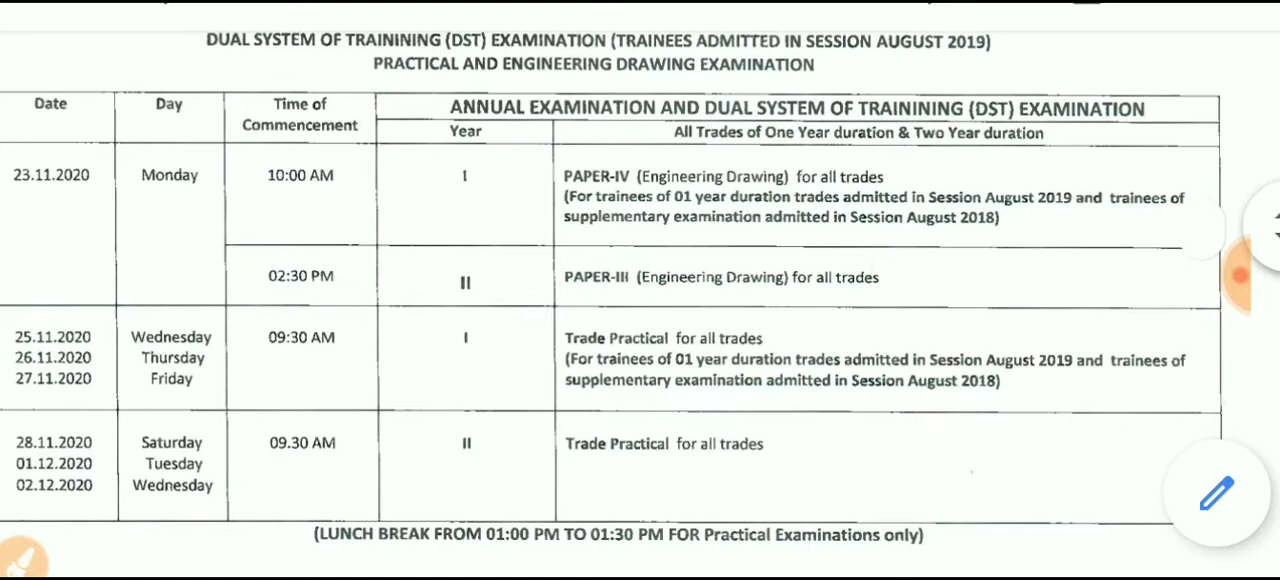 DUAL SYSTEM OF TRAINING (DST) EXAMINATION (TRAINEES ADMITTED IN SESSION AUGUST 2019)
PRACTICAL AND ENGINEERING DRAWING EXAMINATION
Date Day Time of Commencement ANNUAL EXAMINATION AND DUAL SYSTEM OF TRAINING (DST) EXAMINATION
Year All Trades of One Year duration & Two Year duration
23.11.2020 Monday 10:00 AM I PAPER-IV (Engineering Drawing) for all trades
(For trainees of 01 year duration trades admitted in Session August 2019 and trainees of
supplementary examination admitted in Session August 2018)
02:30 PM II PAPER-III (Engineering Drawing) for all trades
25.11.2020 Wednesday 09:30 AM I Trade Practical for all trades
26.11.2020 Thursday (For trainees of 01 year duration trades admitted in Session August 2019 and trainees of
27.11.2020 Friday supplementary examination admitted in Session August 2018)
28.11.2020 Saturday 09.30 AM II Trade Practical for all trades
01.12.2020 Tuesday
02.12.2020 Wednesday
(LUNCH BREAK FROM 01:00 PM TO 01:30 PM FOR Practical Examinations only)